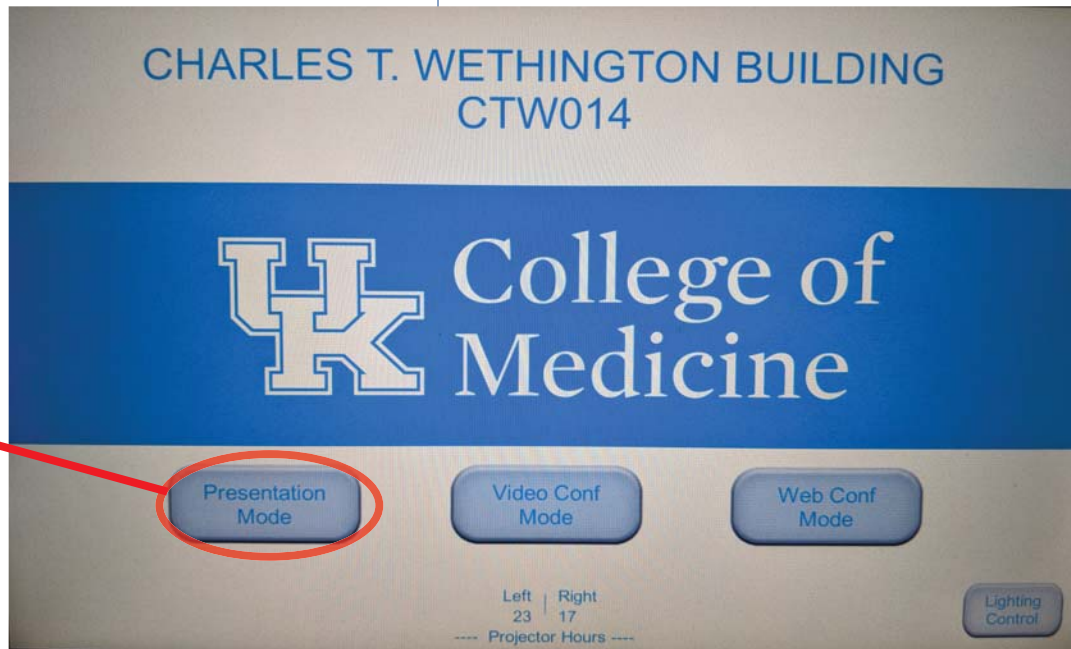 CHARLES T. WETHINGTON BUILDING
CTW014
UK
College of
Medicine
Presentation
Mode
Video Conf
Mode
Web Conf
Mode
Left | Right
23 | 17
---- Projector Hours ----
Lighting
Control